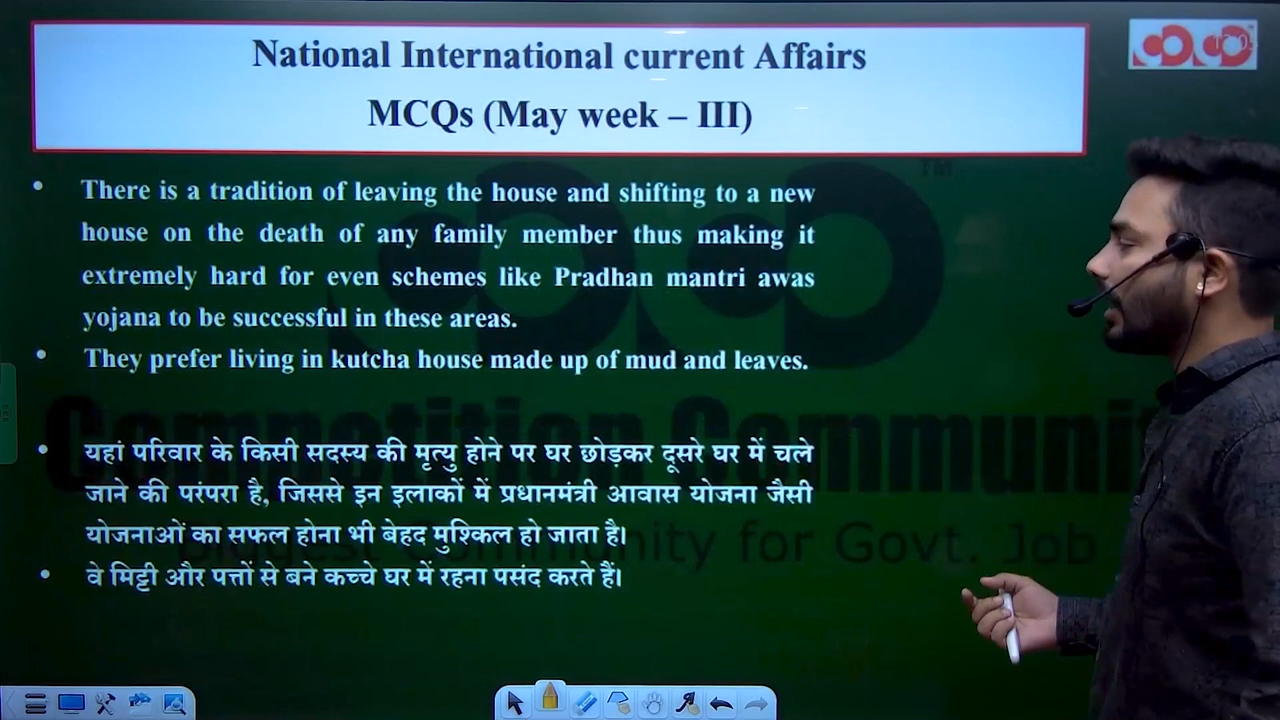 National International current Affairs
MCQs (May week – III)
• There is a tradition of leaving the house and shifting to a new
house on the death of any family member thus making it
extremely hard for even schemes like Pradhan mantri awas
yojana to be successful in these areas.
• They prefer living in kutcha house made up of mud and leaves.
• यहां परिवार के किसी सदस्य की मृत्यु होने पर घर छोड़कर दूसरे घर में चले
जाने की परंपरा है, जिससे इन इलाकों में प्रधानमंत्री आवास योजना जैसी
योजनाओं का सफल होना भी बेहद मुश्किल हो जाता है।
• वे मिट्टी और पत्तों से बने कच्चे घर में रहना पसंद करते हैं।
Competition Communit
Biggest Community for Govt. Job